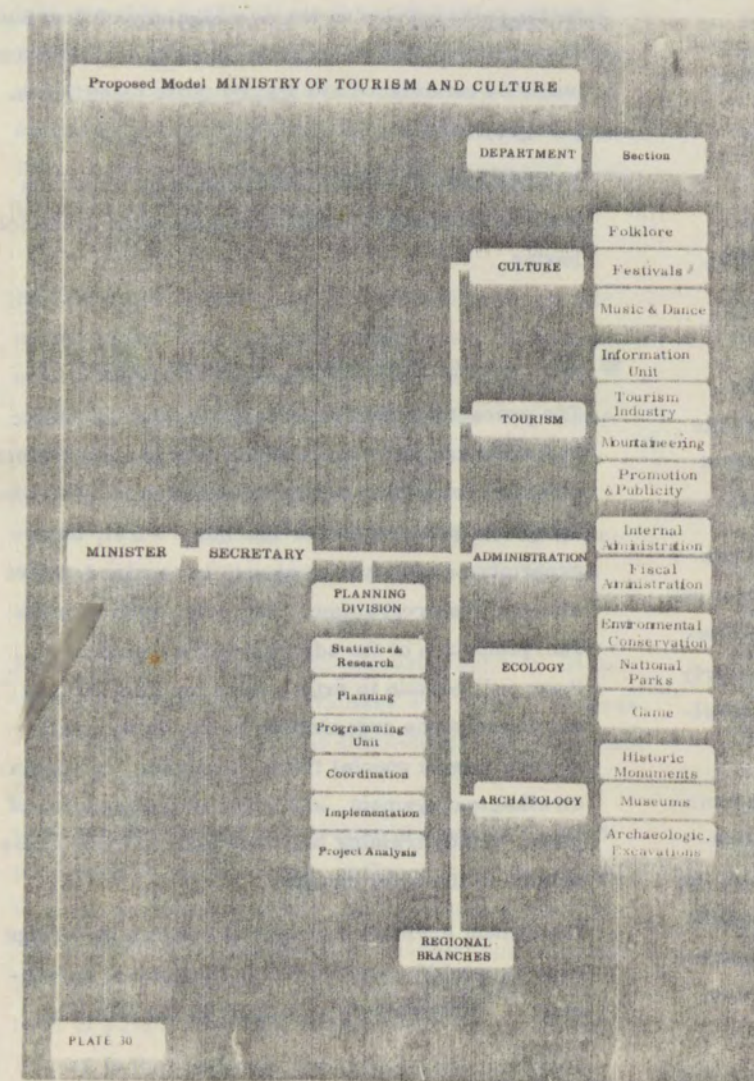 Proposed Model MINISTRY OF TOURISM AND CULTURE
DEPARTMENT
Section
CULTURE
Folklore
Festivals
Music & Dance
TOURISM
Information
Unit
Tourism
Industry
Mountaineering
Promotion
& Publicity
MINISTER
SECRETARY
ADMINISTRATION
Internal
Administration
Fiscal
Administration
PLANNING
DIVISION
Statistics &
Research
Planning
Programming
Unit
Coordination
Implementation
Project Analysis
ECOLOGY
Environmental
Conservation
National
Parks
Game
ARCHAEOLOGY
Historic
Monuments
Museums
Archaeologic.
Excavations
REGIONAL
BRANCHES
PLATE 30